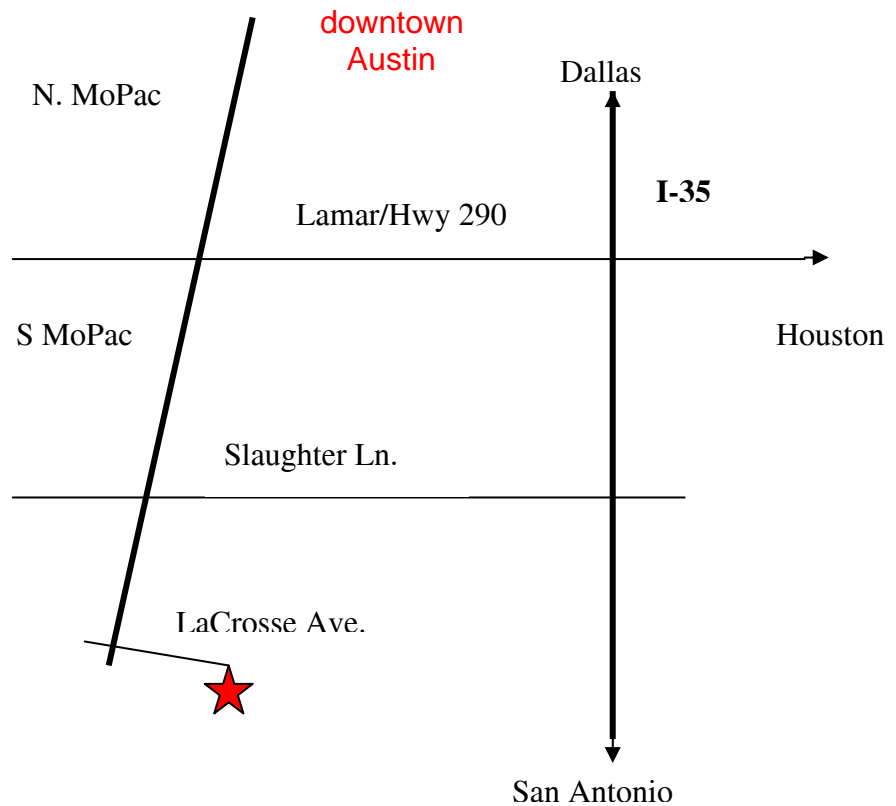 downtown
Austin
Dallas
N. MoPac
I-35
Lamar/Hwy 290
S MoPac
Houston
Slaughter Ln.
LaCrosse Ave.
San Antonio